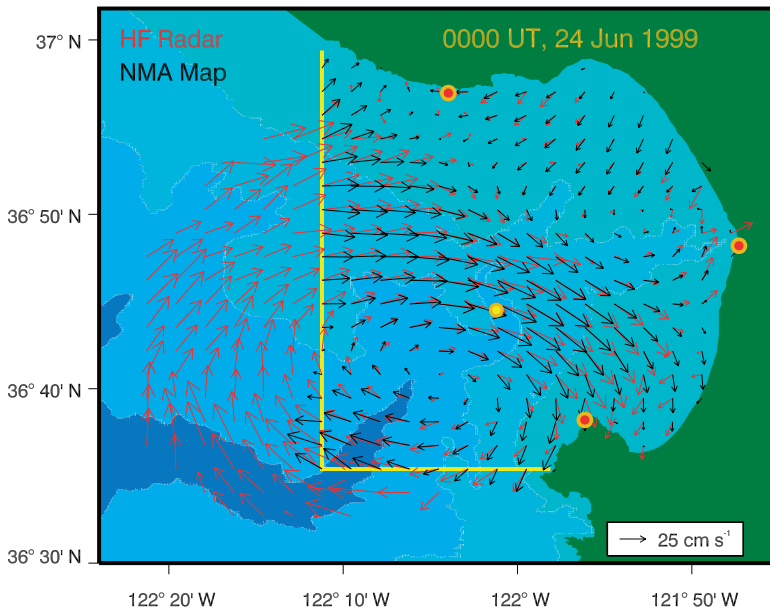 HF Radar
0000 UT, 24 Jun 1999
NMA Map
37° N
36° 50' N
36° 40' N
36° 30' N
25 cm s⁻¹
122° 20' W
122° 10' W
122° W
121° 50' W